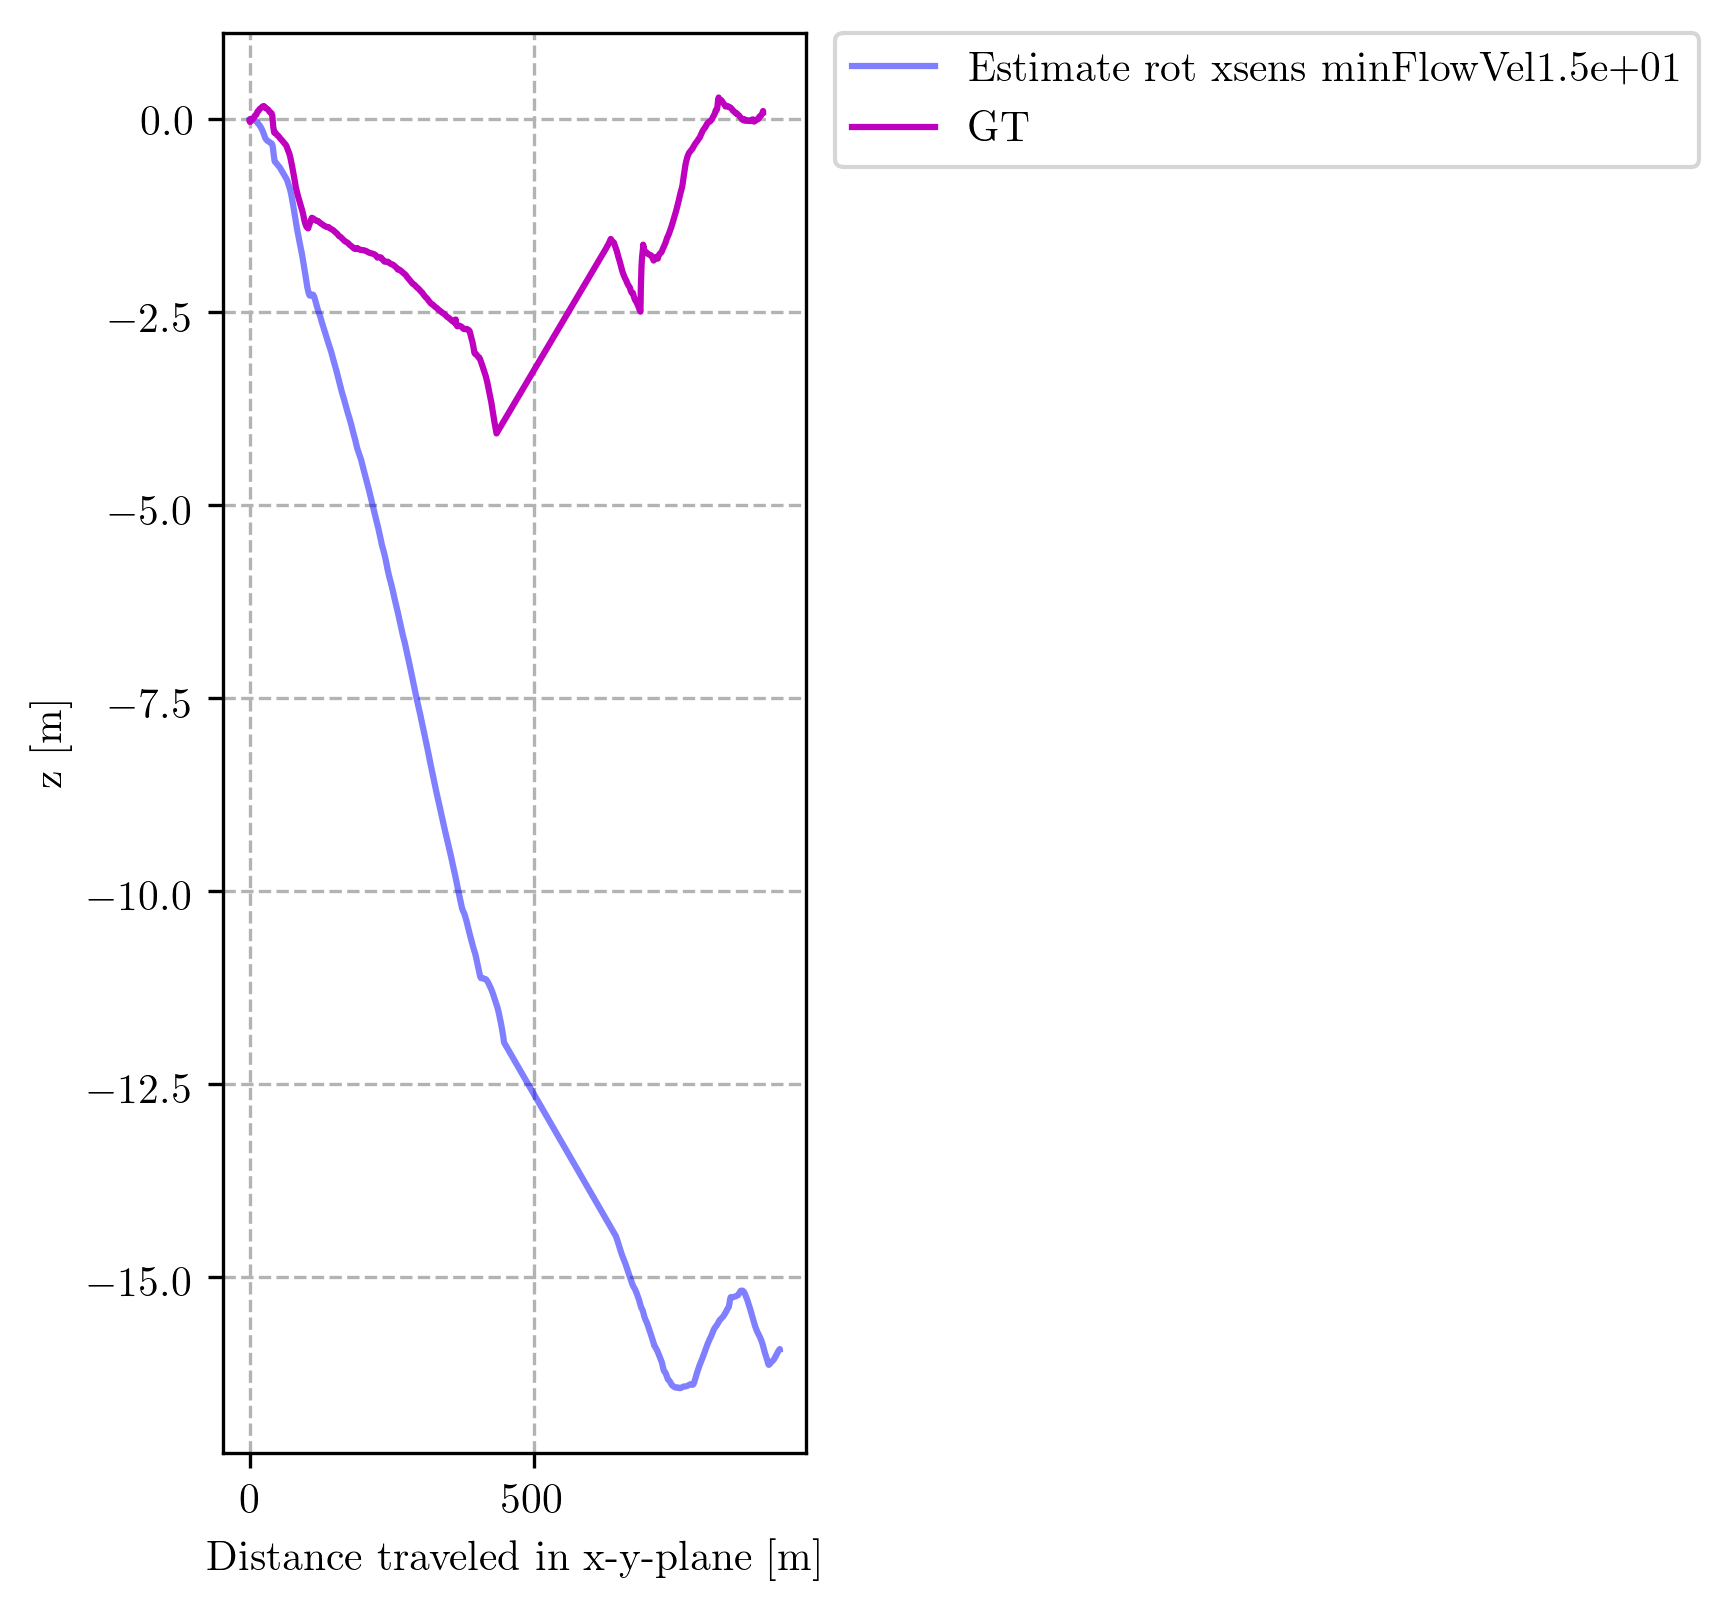 Estimate rot xsens minFlowVel1.5e+01
GT
0.0
−2.5
−5.0
−7.5
−10.0
−12.5
−15.0
z [m]
0 500
Distance traveled in x-y-plane [m]